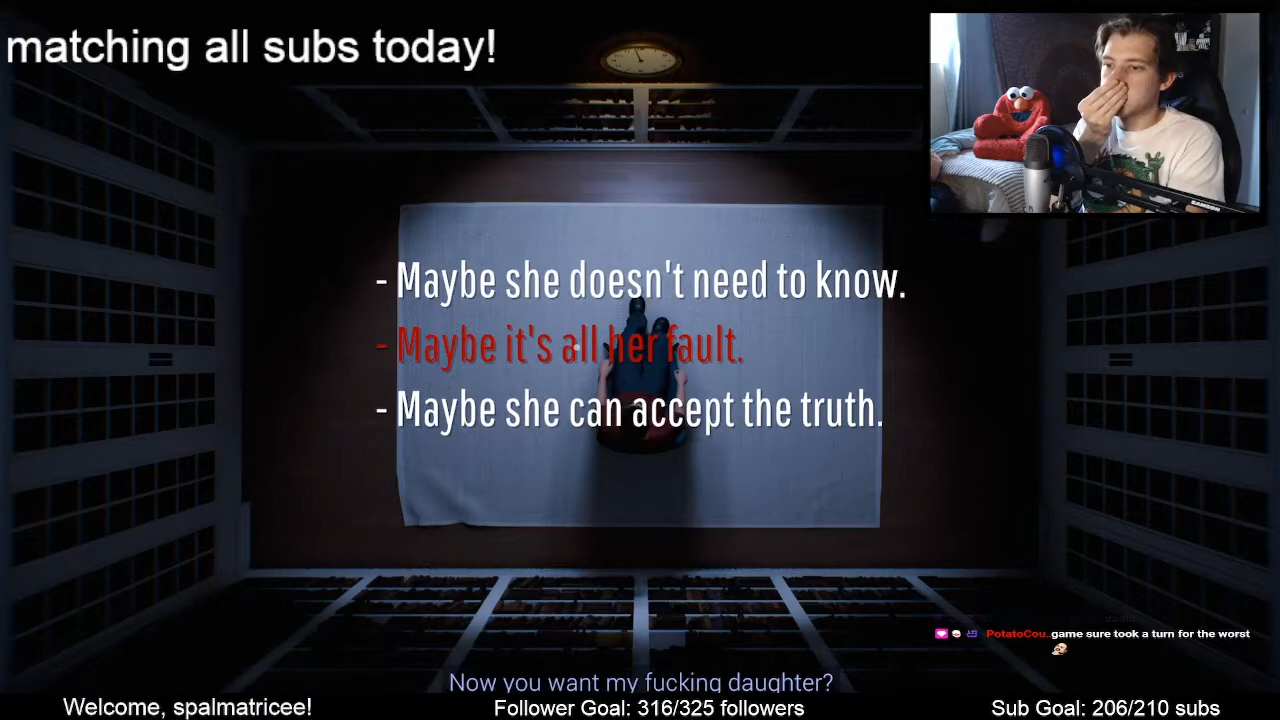 matching all subs today!
- Maybe she doesn't need to know.
- Maybe it's all her fault.
- Maybe she can accept the truth.
SAMSON
PotatoCou..game sure took a turn for the worst
Now you want my fucking daughter?
Welcome, spalmatricee!
Follower Goal: 316/325 followers
Sub Goal: 206/210 subs